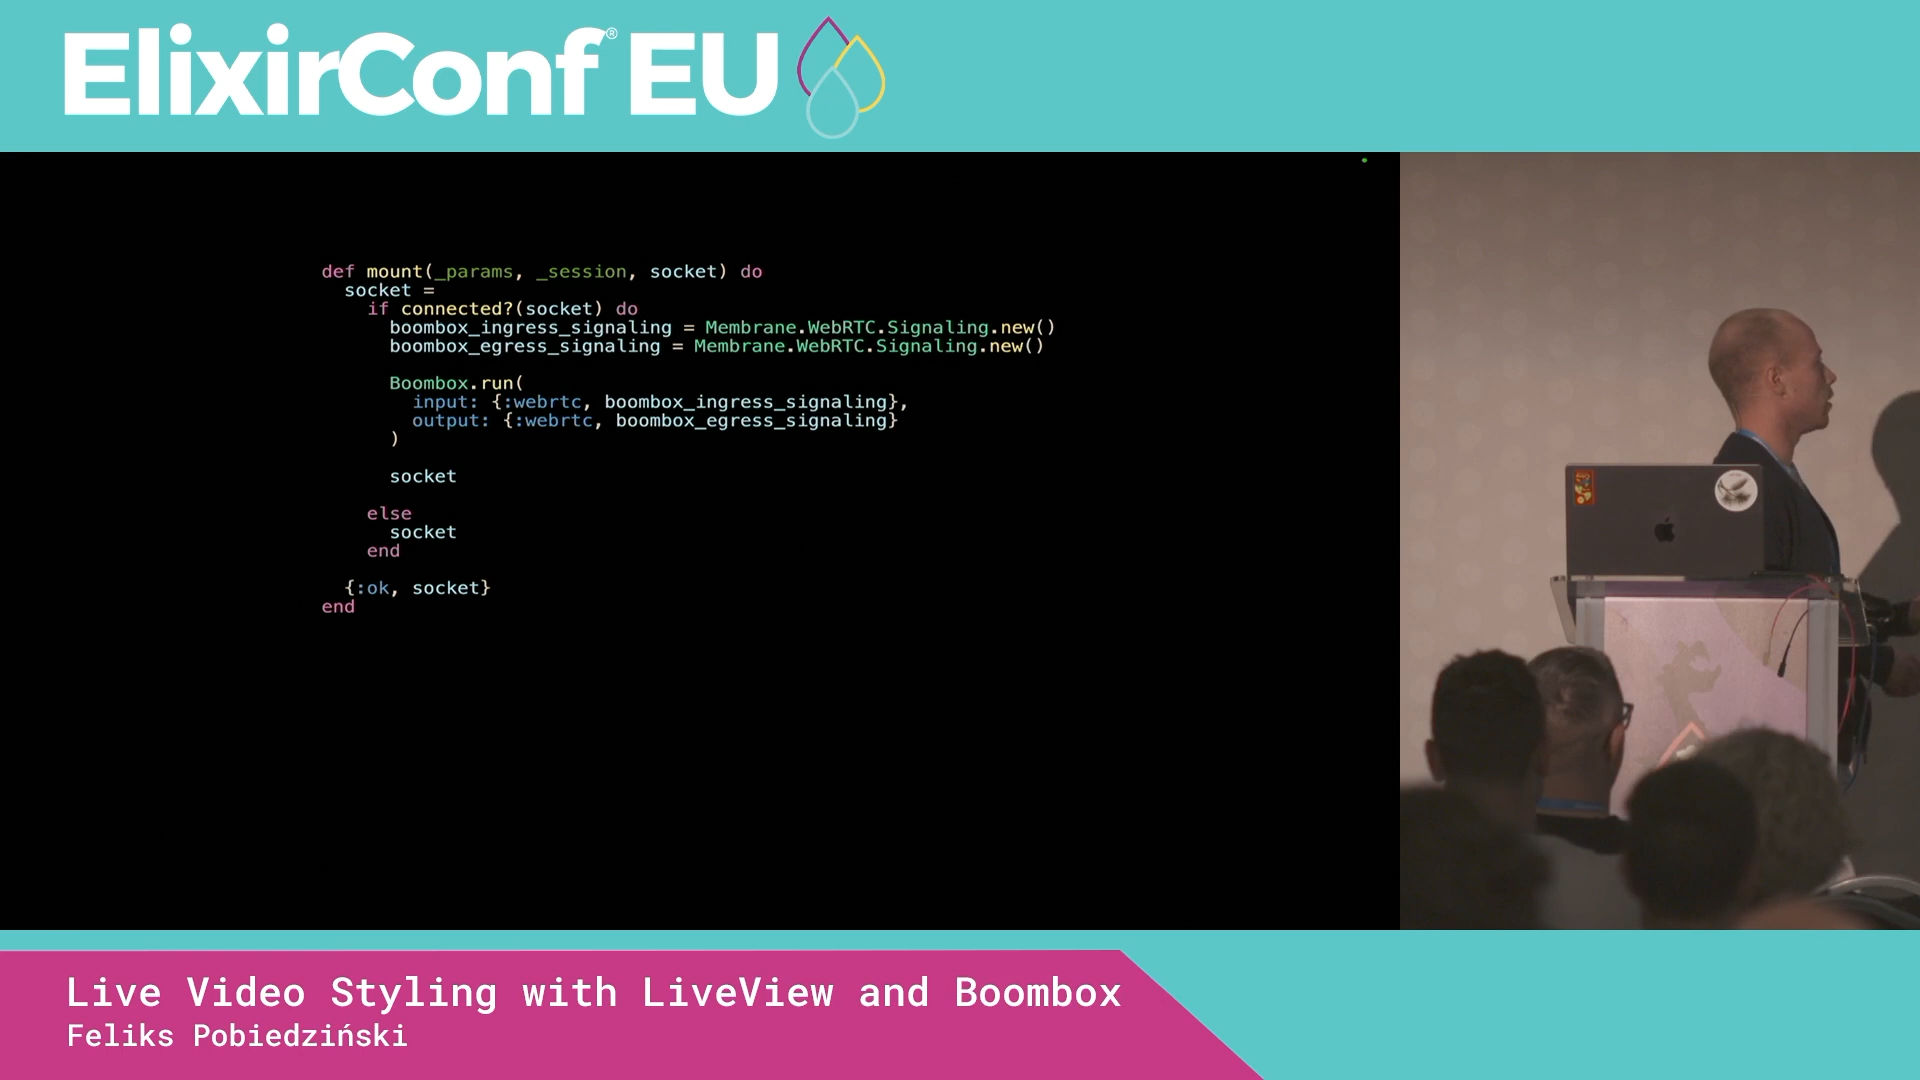 ElixirConf® EU
def mount(_params, _session, socket) do
  socket =
    if connected?(socket) do
      boombox_ingress_signaling = Membrane.WebRTC.Signaling.new()
      boombox_egress_signaling = Membrane.WebRTC.Signaling.new()

      Boombox.run(
        input: {:webrtc, boombox_ingress_signaling},
        output: {:webrtc, boombox_egress_signaling}
      )

      socket

    else
      socket
    end

  {:ok, socket}
end
Live Video Styling with LiveView and Boombox
Feliks Pobiedziński